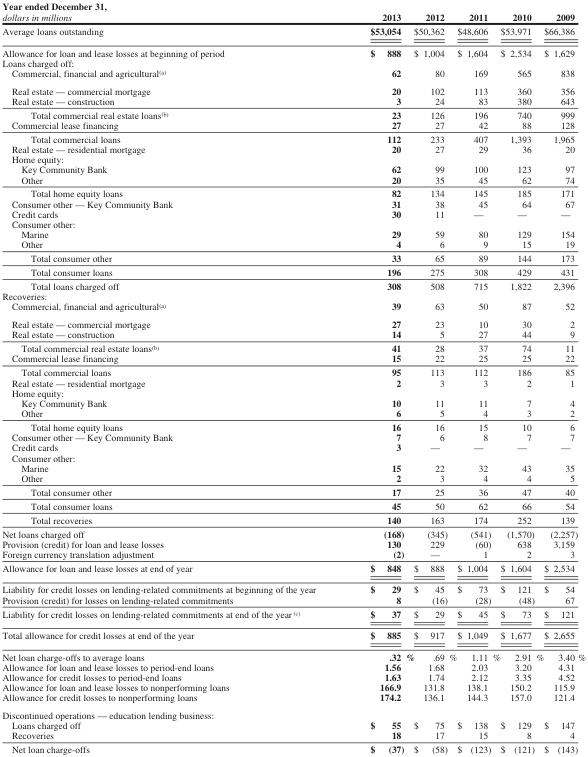 Year ended December 31,
dollars in millions 2013 2012 2011 2010 2009
Average loans outstanding $53,054 $50,362 $48,606 $53,971 $66,386
Allowance for loan and lease losses at beginning of period $ 888 $ 1,004 $ 1,604 $ 2,534 $ 1,629
Loans charged off:
Commercial, financial and agricultural(a) 62 80 169 565 838
Real estate — commercial mortgage 20 102 113 360 356
Real estate — construction 3 24 83 380 643
Total commercial real estate loans(b) 23 126 196 740 999
Commercial lease financing 27 27 42 88 128
Total commercial loans 112 233 407 1,393 1,965
Real estate — residential mortgage 20 27 29 36 20
Home equity:
Key Community Bank 62 99 100 123 97
Other 20 35 45 62 74
Total home equity loans 82 134 145 185 171
Consumer other — Key Community Bank 31 38 45 64 67
Credit cards 30 11 — — —
Consumer other:
Marine 29 59 80 129 154
Other 4 6 9 15 19
Total consumer other 33 65 89 144 173
Total consumer loans 196 275 308 429 431
Total loans charged off 308 508 715 1,822 2,396
Recoveries:
Commercial, financial and agricultural(a) 39 63 50 87 52
Real estate — commercial mortgage 27 23 10 30 2
Real estate — construction 14 5 27 44 9
Total commercial real estate loans(b) 41 28 37 74 11
Commercial lease financing 15 22 25 25 22
Total commercial loans 95 113 112 186 85
Real estate — residential mortgage 2 3 3 2 1
Home equity:
Key Community Bank 10 11 11 7 4
Other 6 5 4 3 2
Total home equity loans 16 16 15 10 6
Consumer other — Key Community Bank 7 6 8 7 7
Credit cards 3 — — — —
Consumer other:
Marine 15 22 32 43 35
Other 2 3 4 4 5
Total consumer other 17 25 36 47 40
Total consumer loans 45 50 62 66 54
Total recoveries 140 163 174 252 139
Net loans charged off (168) (345) (541) (1,570) (2,257)
Provision (credit) for loan and lease losses 130 229 (60) 638 3,159
Foreign currency translation adjustment (2) — 1 2 3
Allowance for loan and lease losses at end of year $ 848 $ 888 $ 1,004 $ 1,604 $ 2,534
Liability for credit losses on lending-related commitments at beginning of the year $ 29 $ 45 $ 73 $ 121 $ 54
Provision (credit) for losses on lending-related commitments 8 (16) (28) (48) 67
Liability for credit losses on lending-related commitments at end of the year (c) $ 37 $ 29 $ 45 $ 73 $ 121
Total allowance for credit losses at end of the year $ 885 $ 917 $ 1,049 $ 1,677 $ 2,655
Net loan charge-offs to average loans .32 % .69 % 1.11 % 2.91 % 3.40 %
Allowance for loan and lease losses to period-end loans 1.56 1.68 2.03 3.20 4.31
Allowance for credit losses to period-end loans 1.63 1.74 2.12 3.35 4.52
Allowance for loan and lease losses to nonperforming loans 166.9 131.8 138.1 150.2 115.9
Allowance for credit losses to nonperforming loans 174.2 136.1 144.3 157.0 121.4
Discontinued operations — education lending business:
Loans charged off $ 55 $ 75 $ 138 $ 129 $ 147
Recoveries 18 17 15 8 4
Net loan charge-offs $ (37) $ (58) $ (123) $ (121) $ (143)